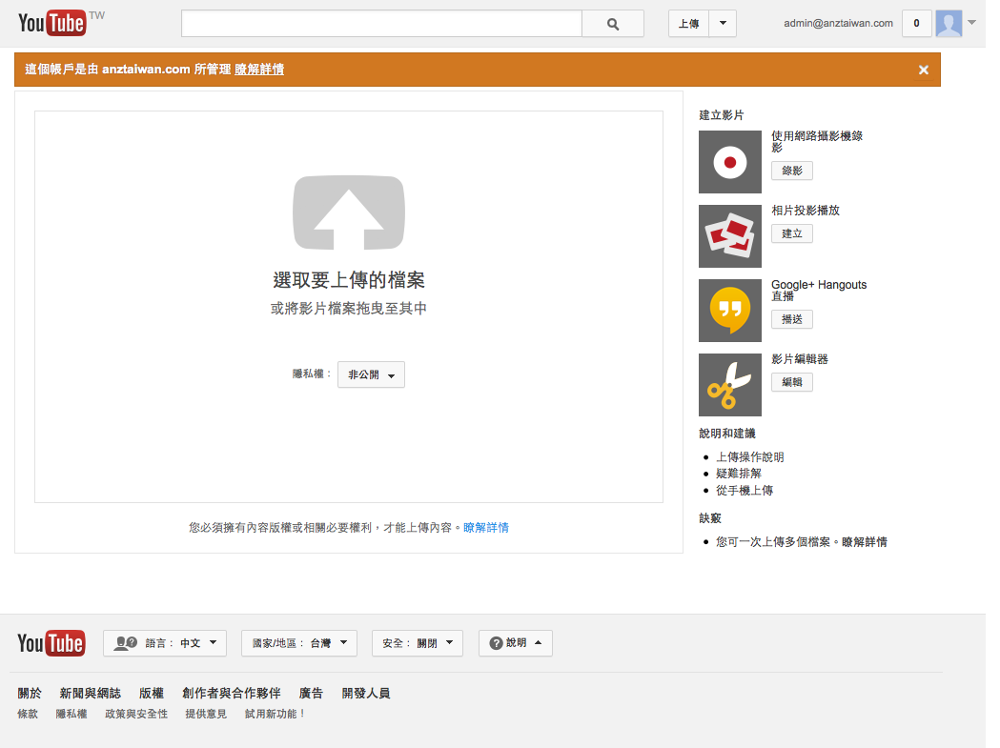 YouTube TW
上傳
admin@anztaiwan.com
0
這個帳戶是由 anztaiwan.com 所管理 瞭解詳情
選取要上傳的檔案
或將影片檔案拖曳至其中
隱私權：
非公開
您必須擁有內容版權或相關必要權利，才能上傳內容。瞭解詳情
建立影片
使用網路攝影機錄
影
錄影
相片投影播放
建立
Google+ Hangouts
直播
播送
影片編輯器
編輯
說明和建議
上傳操作說明
疑難排解
從手機上傳
訣竅
您可一次上傳多個檔案。瞭解詳情
YouTube
語言： 中文
國家/地區： 台灣
安全： 關閉
說明
關於 新聞與網誌 版權 創作者與合作夥伴 廣告 開發人員
條款 隱私權 政策與安全性 提供意見 試用新功能！